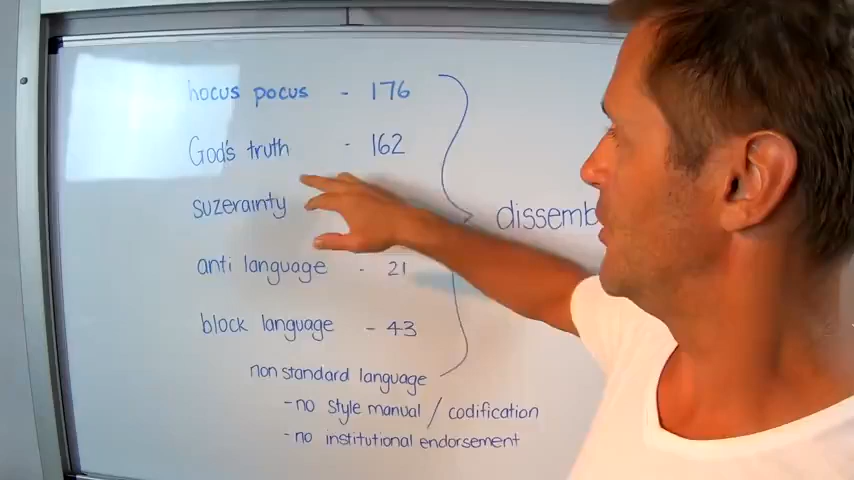 hocus pocus - 176
God's truth - 162
suzerainty
dissemb
anti language - 21
block language - 43
non standard language
- no style manual / codification
- no institutional endorsement